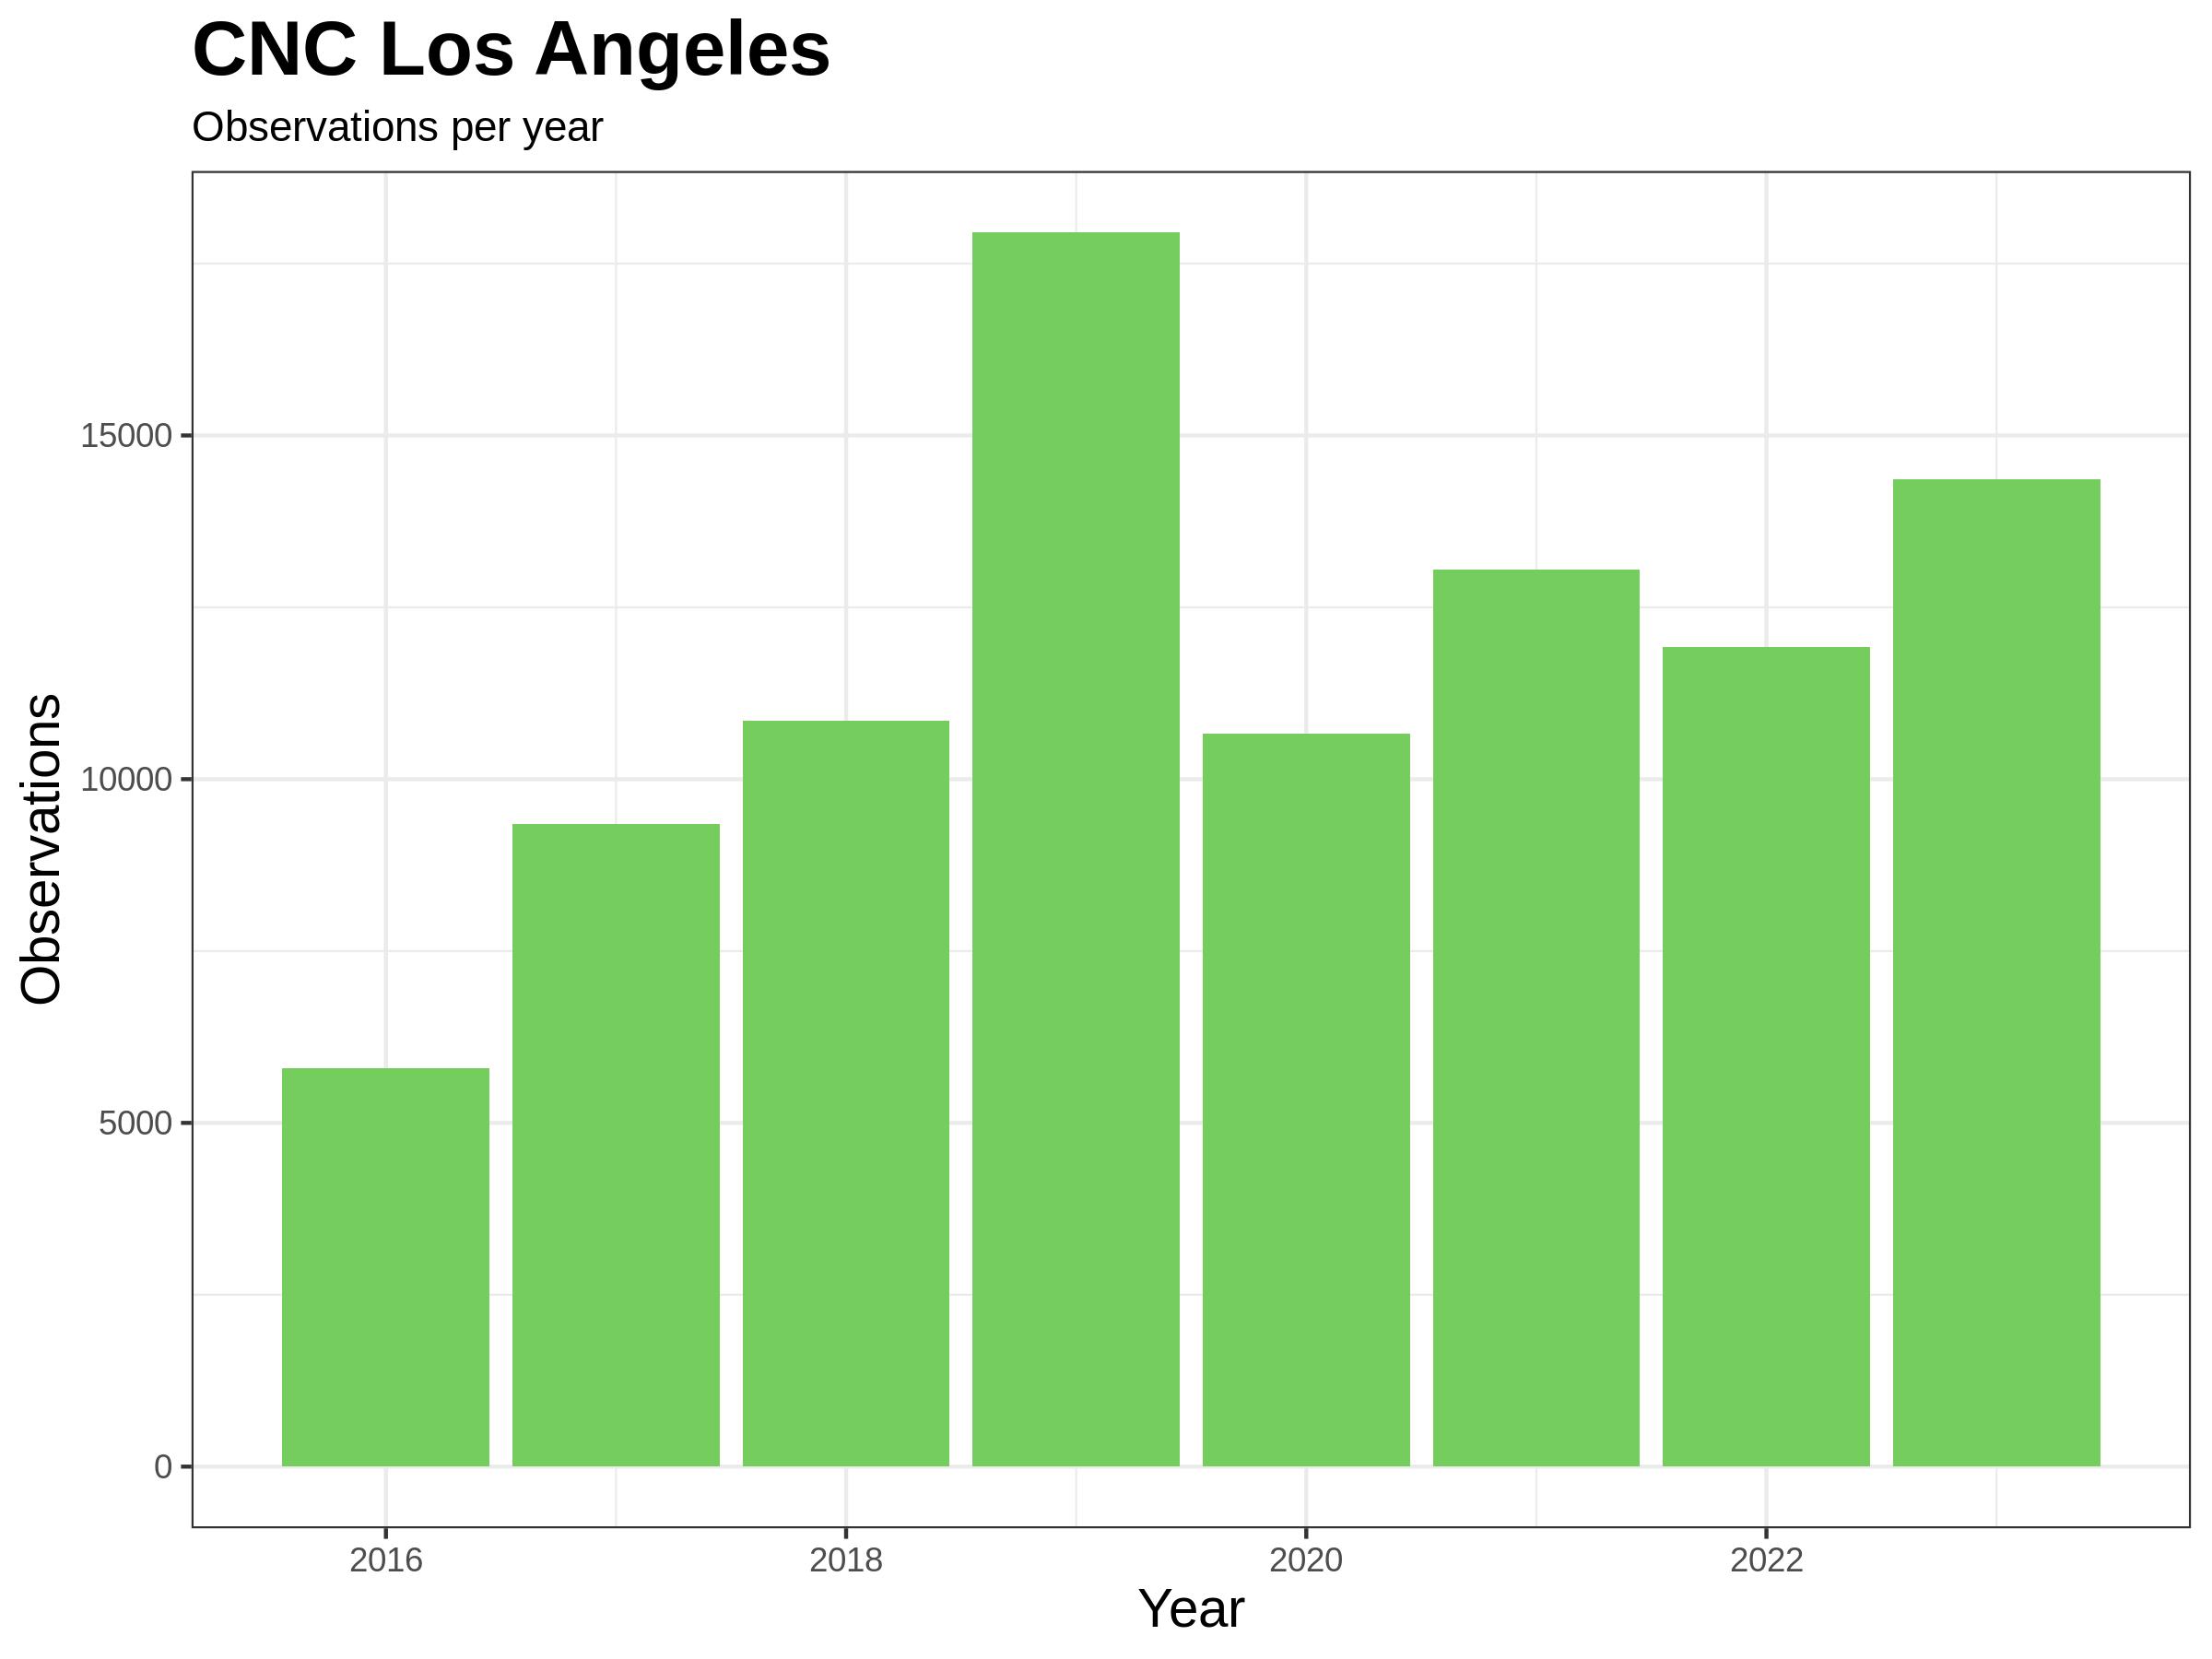 CNC Los Angeles
Observations per year
Observations
15000
10000
5000
0
2016 2018 2020 2022
Year